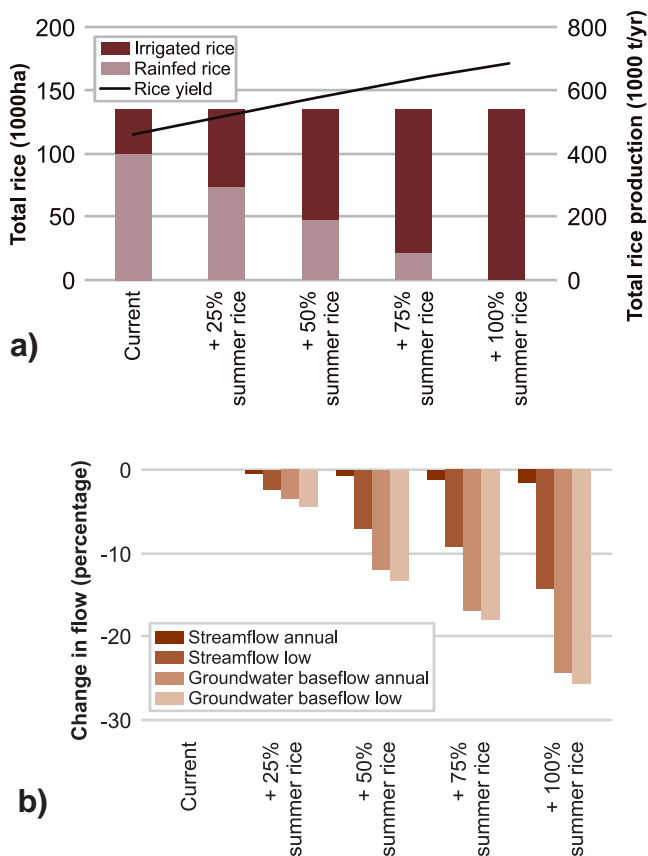 200
150
100
50
0
Total rice (1000ha)
Irrigated rice
Rainfed rice
Rice yield
800
600
400
200
0
Total rice production (1000 t/yr)
Current
+ 25%
summer rice
+ 50%
summer rice
+ 75%
summer rice
+ 100%
summer rice
a)
0
-10
-20
-30
Change in flow (percentage)
Streamflow annual
Streamflow low
Groundwater baseflow annual
Groundwater baseflow low
Current
+ 25%
summer rice
+ 50%
summer rice
+ 75%
summer rice
+ 100%
summer rice
b)